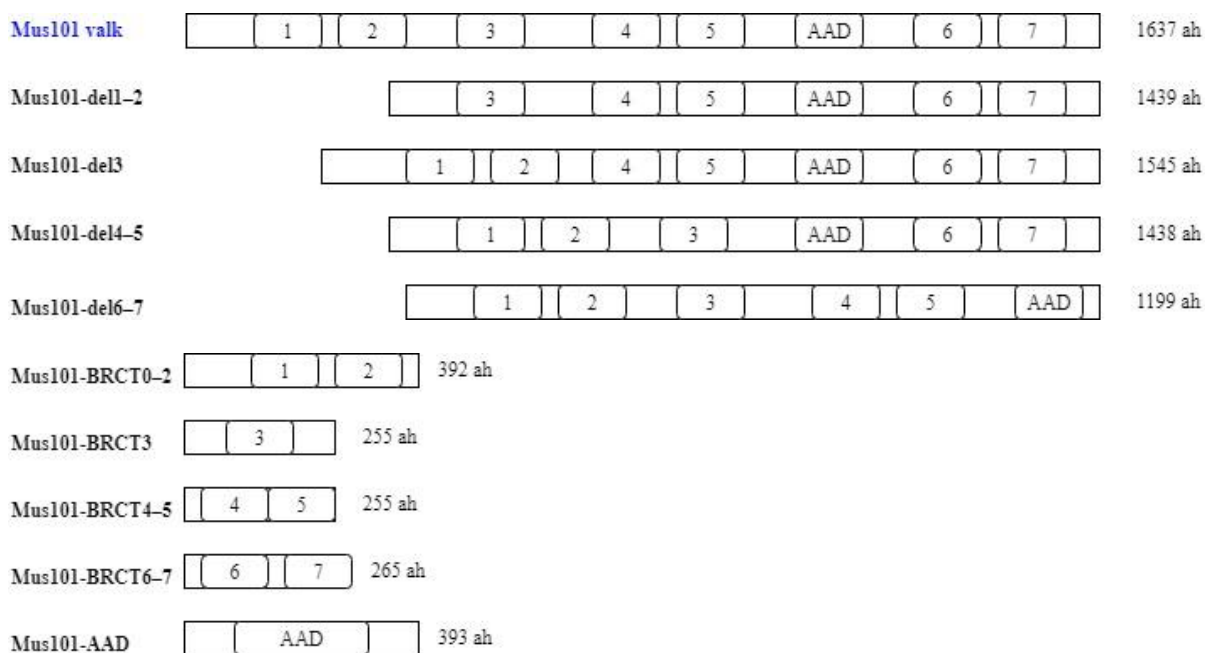 Mus101 valk 1 2 3 4 5 AAD 6 7 1637 ah
Mus101-del1–2 3 4 5 AAD 6 7 1439 ah
Mus101-del3 1 2 4 5 AAD 6 7 1545 ah
Mus101-del4–5 1 2 3 AAD 6 7 1438 ah
Mus101-del6–7 1 2 3 4 5 AAD 1199 ah
Mus101-BRCT0–2 1 2 392 ah
Mus101-BRCT3 3 255 ah
Mus101-BRCT4–5 4 5 255 ah
Mus101-BRCT6–7 6 7 265 ah
Mus101-AAD AAD 393 ah